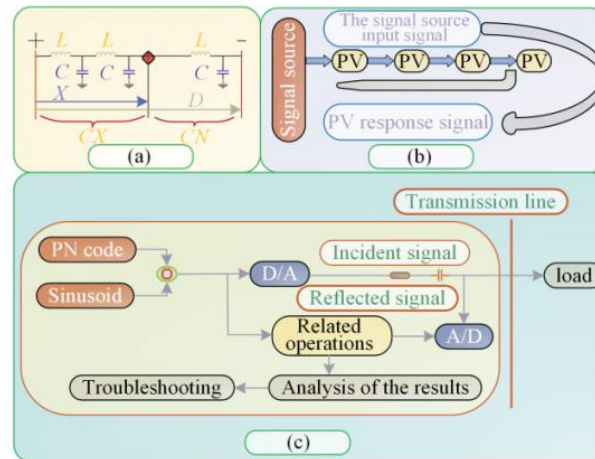 + L L L -
C C C
X D
CX CN
(a)
Signal source
The signal source
input signal
PV PV PV PV
PV response signal
(b)
Transmission line
PN code
Sinusoid
D/A
Incident signal
Reflected signal
load
Related
operations
A/D
Troubleshooting
Analysis of the results
(c)